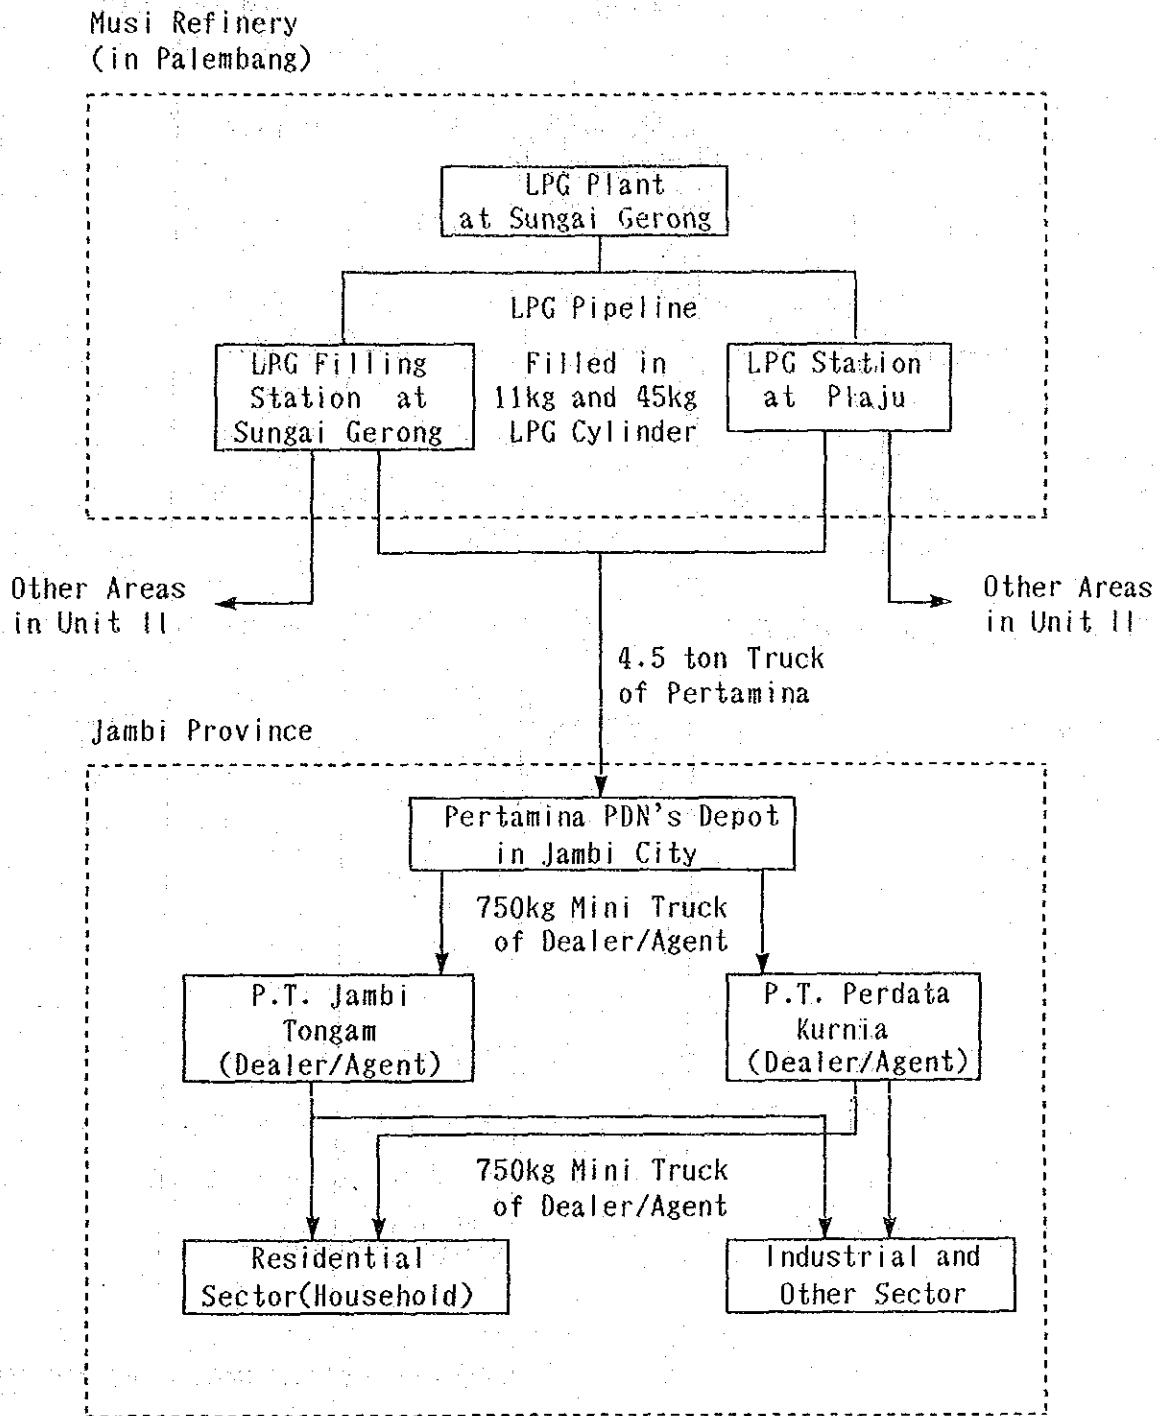 Musi Refinery
(in Palembang)
LPG Plant
at Sungai Gerong
LPG Pipeline
LPG Filling
Station at
Sungai Gerong
Filled in
11kg and 45kg
LPG Cylinder
LPG Station
at Plaju
Other Areas
in Unit II
Other Areas
in Unit II
4.5 ton Truck
of Pertamina
Jambi Province
Pertamina PDN's Depot
in Jambi City
750kg Mini Truck
of Dealer/Agent
P.T. Jambi
Tongam
(Dealer/Agent)
P.T. Perdata
Kurnia
(Dealer/Agent)
750kg Mini Truck
of Dealer/Agent
Residential
Sector(Household)
Industrial and
Other Sector